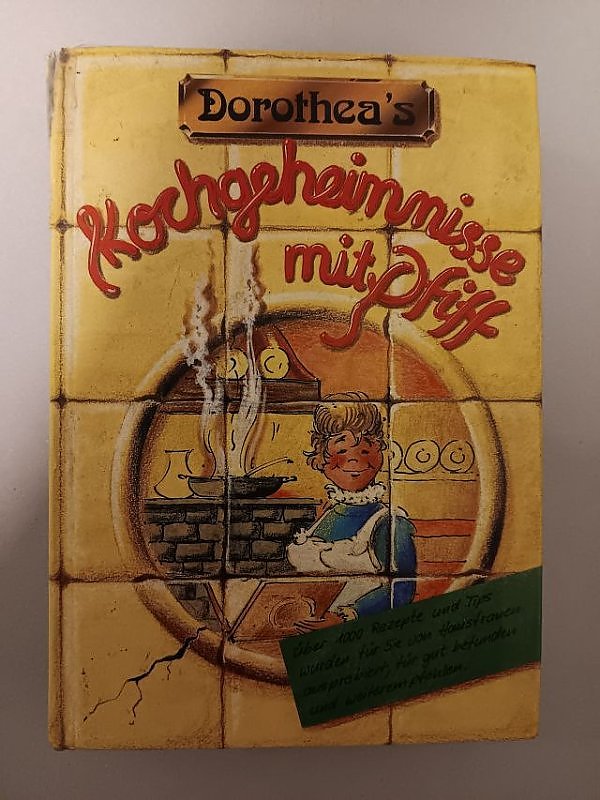 Dorothea's
Kochgeheimnisse
mit Pfiff
Über 1000 Rezepte und Tips
wurden für Sie von Hausfrauen
ausprobiert, für gut befunden
und weiterempfohlen.